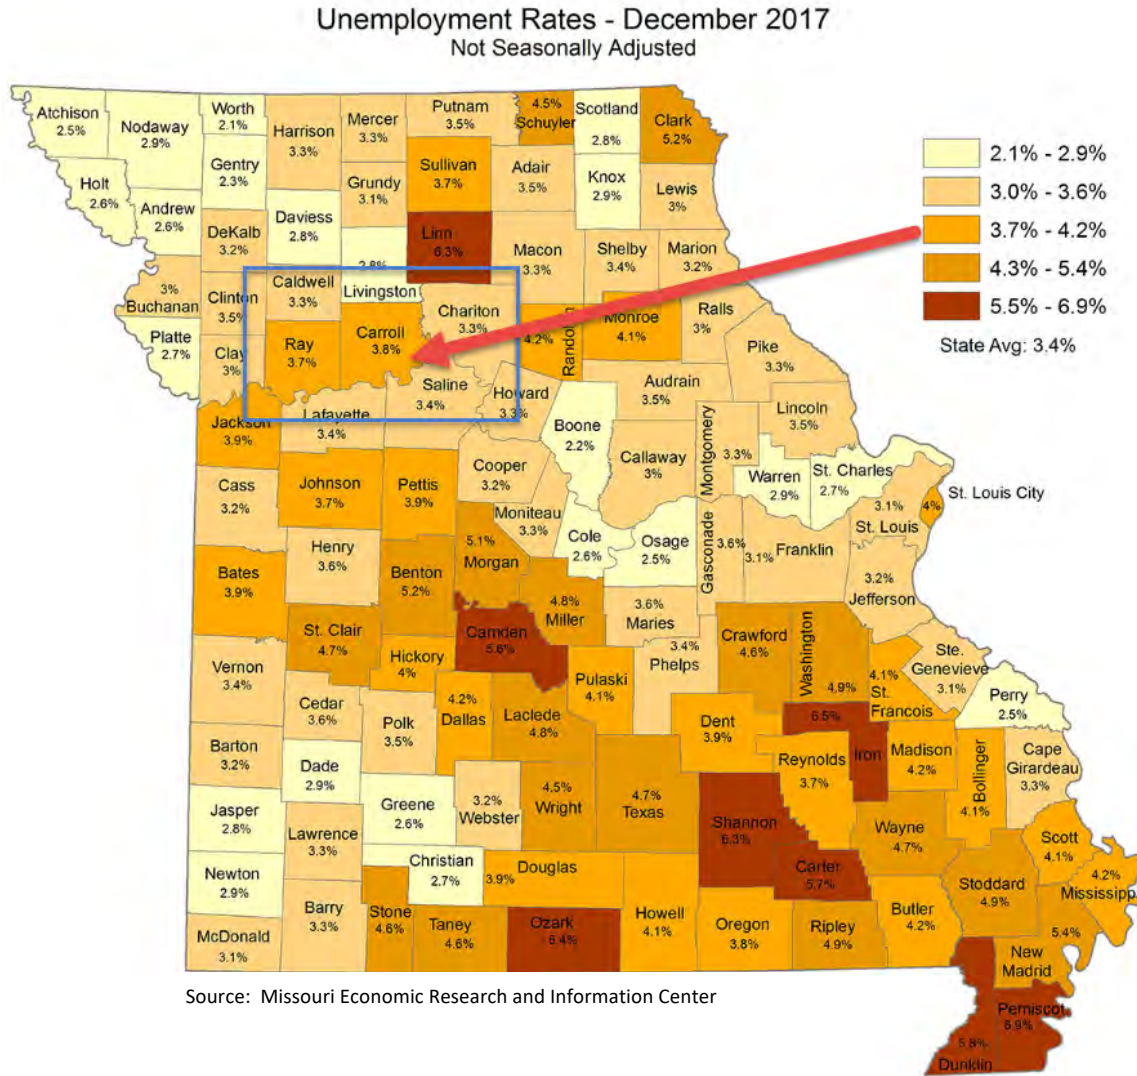 Unemployment Rates - December 2017
Not Seasonally Adjusted
Atchison
2.5%
Nodaway
2.9%
Worth
2.1%
Harrison
3.3%
Mercer
3.3%
Putnam
3.5%
4.5%
Schuyler
Scotland
2.8%
Clark
5.2%
Gentry
2.3%
Sullivan
3.7%
Adair
3.5%
Knox
2.9%
Lewis
3%
Holt
2.6%
Andrew
2.6%
Grundy
3.1%
Daviess
2.8%
DeKalb
3.2%
Linn
6.3%
Macon
3.3%
Shelby
3.4%
Marion
3.2%
2.8%
Livingston
3%
Buchanan
Clinton
3.5%
Caldwell
3.3%
Chariton
3.3%
4.2%
Randolph
Monroe
4.1%
Ralls
3%
Platte
2.7%
Clay
3%
Ray
3.7%
Carroll
3.8%
Pike
3.3%
Saline
3.4%
Howard
3.3%
Audrain
3.5%
Jackson
3.9%
Lafayette
3.4%
Boone
2.2%
Lincoln
3.5%
Montgomery
3.3%
Callaway
3%
Cooper
3.2%
Warren
2.9%
St. Charles
2.7%
Cass
3.2%
Johnson
3.7%
Pettis
3.9%
Moniteau
3.3%
3.1%
St. Louis
4%
St. Louis City
Cole
2.6%
Osage
2.5%
Gasconade
3.6%
3.1%
Franklin
Henry
3.6%
5.1%
Morgan
Bates
3.9%
Benton
5.2%
4.8%
Miller
3.6%
Maries
3.2%
Jefferson
St. Clair
4.7%
Camden
5.6%
3.4%
Phelps
Crawford
4.6%
Washington
4.9%
Ste.
Genevieve
3.1%
Vernon
3.4%
Hickory
4%
Pulaski
4.1%
4.1%
St.
Francois
Perry
2.5%
Cedar
3.6%
Polk
3.5%
4.2%
Dallas
Laclede
4.8%
Dent
3.9%
6.5%
Iron
Madison
4.2%
Bollinger
4.1%
Cape
Girardeau
3.3%
Barton
3.2%
Dade
2.9%
Reynolds
3.7%
Jasper
2.8%
Greene
2.6%
3.2%
Webster
4.5%
Wright
4.7%
Texas
Shannon
6.3%
Wayne
4.7%
Scott
4.1%
Lawrence
3.3%
Newton
2.9%
Christian
2.7%
3.9%
Douglas
Carter
5.7%
Stoddard
4.9%
4.2%
Mississippi
Barry
3.3%
Stone
4.6%
Taney
4.6%
Ozark
6.4%
Howell
4.1%
Oregon
3.8%
Ripley
4.9%
Butler
4.2%
McDonald
3.1%
5.4%
New
Madrid
Pemiscot
6.9%
5.8%
Dunklin
2.1% - 2.9%
3.0% - 3.6%
3.7% - 4.2%
4.3% - 5.4%
5.5% - 6.9%
State Avg: 3.4%
Source: Missouri Economic Research and Information Center